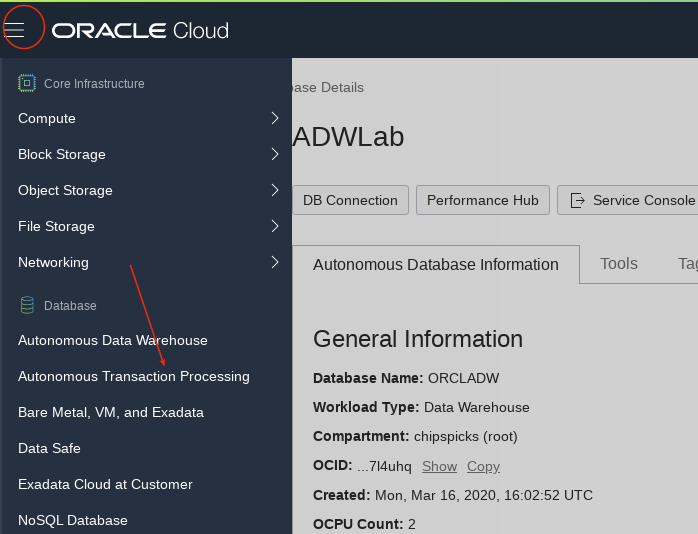 ORACLE Cloud
Core Infrastructure
Compute
Block Storage
Object Storage
File Storage
Networking
Database
Autonomous Data Warehouse
Autonomous Transaction Processing
Bare Metal, VM, and Exadata
Data Safe
Exadata Cloud at Customer
NoSQL Database
base Details
ADWLab
DB Connection Performance Hub Service Console
Autonomous Database Information Tools Tag
General Information
Database Name: ORCLADW
Workload Type: Data Warehouse
Compartment: chipspicks (root)
OCID: ...7l4uhq Show Copy
Created: Mon, Mar 16, 2020, 16:02:52 UTC
OCPU Count: 2